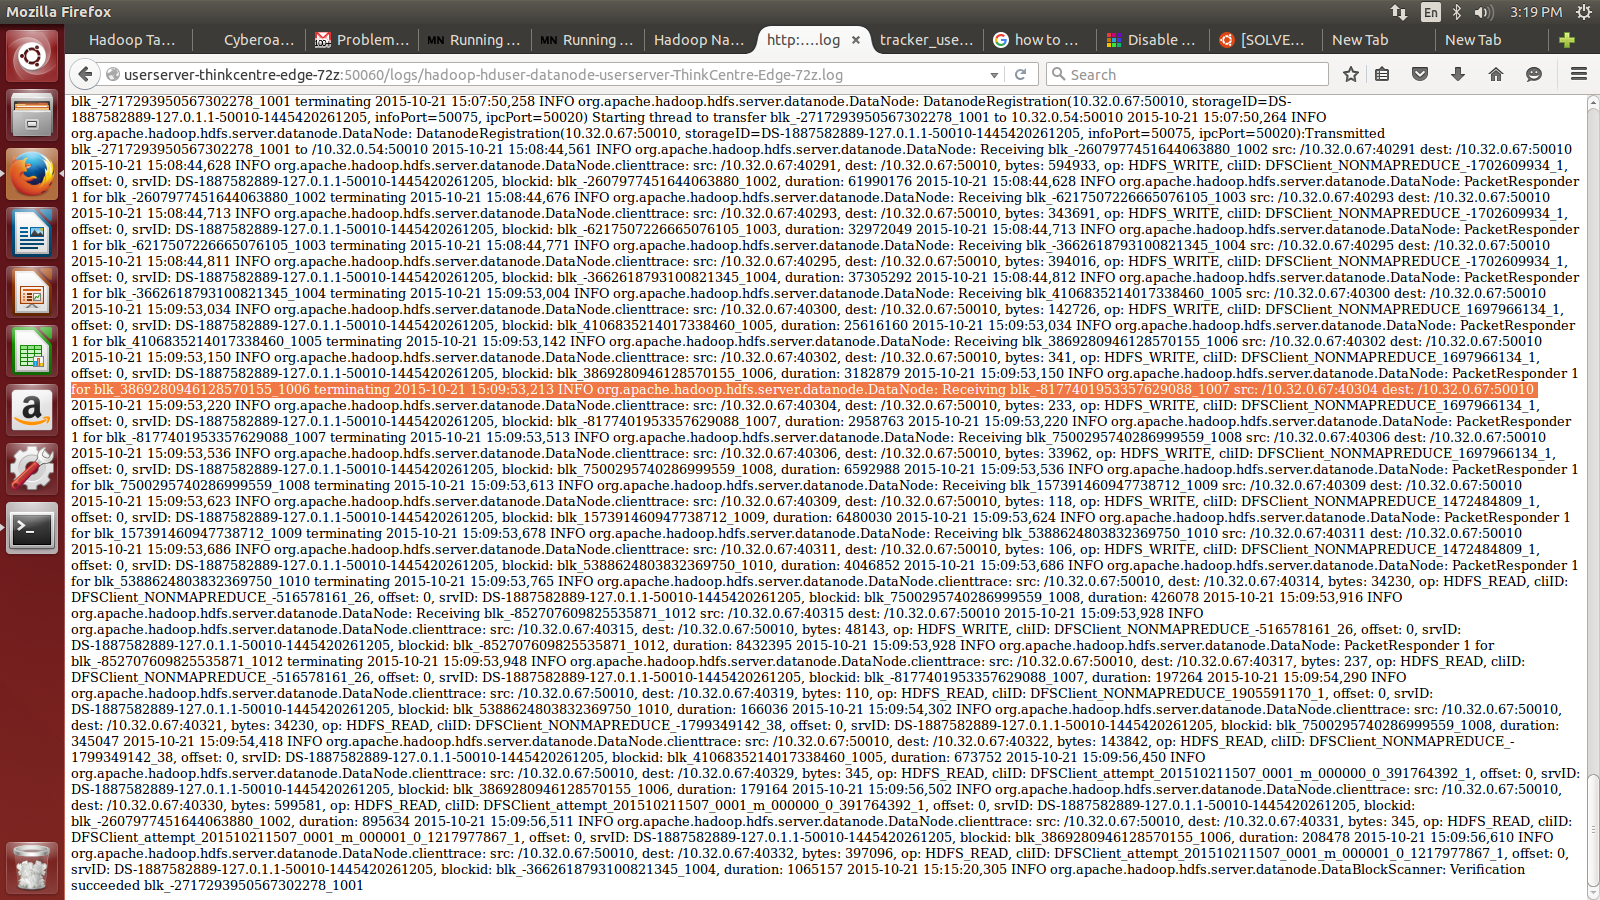 Mozilla Firefox
En
3:19 PM
Hadoop Ta...
Cyberoa...
Problem...
MN Running ...
MN Running ...
Hadoop Na...
http:....log ×
tracker_use...
how to ...
Disable ...
[SOLVE...
New Tab
New Tab
userserver-thinkcentre-edge-72z:50060/logs/hadoop-hduser-datanode-userserver-ThinkCentre-Edge-72z.log
Search
blk_-2717293950567302278_1001 terminating 2015-10-21 15:07:50,258 INFO org.apache.hadoop.hdfs.server.datanode.DataNode: DatanodeRegistration(10.32.0.67:50010, storageID=DS-
1887582889-127.0.1.1-50010-1445420261205, infoPort=50075, ipcPort=50020) Starting thread to transfer blk_-2717293950567302278_1001 to 10.32.0.54:50010 2015-10-21 15:07:50,264 INFO
org.apache.hadoop.hdfs.server.datanode.DataNode: DatanodeRegistration(10.32.0.67:50010, storageID=DS-1887582889-127.0.1.1-50010-1445420261205, infoPort=50075, ipcPort=50020):Transmitted
blk_-2717293950567302278_1001 to /10.32.0.54:50010 2015-10-21 15:08:44,561 INFO org.apache.hadoop.hdfs.server.datanode.DataNode: Receiving blk_-2607977451644063880_1002 src: /10.32.0.67:40291 dest: /10.32.0.67:50010
2015-10-21 15:08:44,628 INFO org.apache.hadoop.hdfs.server.datanode.DataNode.clienttrace: src: /10.32.0.67:40291, dest: /10.32.0.67:50010, bytes: 594933, op: HDFS_WRITE, cliID: DFSClient_NONMAPREDUCE_-1702609934_1,
offset: 0, srvID: DS-1887582889-127.0.1.1-50010-1445420261205, blockid: blk_-2607977451644063880_1002, duration: 61990176 2015-10-21 15:08:44,628 INFO org.apache.hadoop.hdfs.server.datanode.DataNode: PacketResponder
1 for blk_-2607977451644063880_1002 terminating 2015-10-21 15:08:44,676 INFO org.apache.hadoop.hdfs.server.datanode.DataNode: Receiving blk_-6217507226665076105_1003 src: /10.32.0.67:40293 dest: /10.32.0.67:50010
2015-10-21 15:08:44,713 INFO org.apache.hadoop.hdfs.server.datanode.DataNode.clienttrace: src: /10.32.0.67:40293, dest: /10.32.0.67:50010, bytes: 343691, op: HDFS_WRITE, cliID: DFSClient_NONMAPREDUCE_-1702609934_1,
offset: 0, srvID: DS-1887582889-127.0.1.1-50010-1445420261205, blockid: blk_-6217507226665076105_1003, duration: 32972049 2015-10-21 15:08:44,713 INFO org.apache.hadoop.hdfs.server.datanode.DataNode: PacketResponder
1 for blk_-6217507226665076105_1003 terminating 2015-10-21 15:08:44,771 INFO org.apache.hadoop.hdfs.server.datanode.DataNode: Receiving blk_-3662618793100821345_1004 src: /10.32.0.67:40295 dest: /10.32.0.67:50010
2015-10-21 15:08:44,811 INFO org.apache.hadoop.hdfs.server.datanode.DataNode.clienttrace: src: /10.32.0.67:40295, dest: /10.32.0.67:50010, bytes: 394016, op: HDFS_WRITE, cliID: DFSClient_NONMAPREDUCE_-1702609934_1,
offset: 0, srvID: DS-1887582889-127.0.1.1-50010-1445420261205, blockid: blk_-3662618793100821345_1004, duration: 37305292 2015-10-21 15:08:44,812 INFO org.apache.hadoop.hdfs.server.datanode.DataNode: PacketResponder
1 for blk_-3662618793100821345_1004 terminating 2015-10-21 15:09:53,004 INFO org.apache.hadoop.hdfs.server.datanode.DataNode: Receiving blk_4106835214017338460_1005 src: /10.32.0.67:40300 dest: /10.32.0.67:50010
2015-10-21 15:09:53,034 INFO org.apache.hadoop.hdfs.server.datanode.DataNode.clienttrace: src: /10.32.0.67:40300, dest: /10.32.0.67:50010, bytes: 142726, op: HDFS_WRITE, cliID: DFSClient_NONMAPREDUCE_1697966134_1,
offset: 0, srvID: DS-1887582889-127.0.1.1-50010-1445420261205, blockid: blk_4106835214017338460_1005, duration: 25616160 2015-10-21 15:09:53,034 INFO org.apache.hadoop.hdfs.server.datanode.DataNode: PacketResponder
1 for blk_4106835214017338460_1005 terminating 2015-10-21 15:09:53,142 INFO org.apache.hadoop.hdfs.server.datanode.DataNode: Receiving blk_3869280946128570155_1006 src: /10.32.0.67:40302 dest: /10.32.0.67:50010
2015-10-21 15:09:53,150 INFO org.apache.hadoop.hdfs.server.datanode.DataNode.clienttrace: src: /10.32.0.67:40302, dest: /10.32.0.67:50010, bytes: 341, op: HDFS_WRITE, cliID: DFSClient_NONMAPREDUCE_1697966134_1,
offset: 0, srvID: DS-1887582889-127.0.1.1-50010-1445420261205, blockid: blk_3869280946128570155_1006, duration: 3182879 2015-10-21 15:09:53,150 INFO org.apache.hadoop.hdfs.server.datanode.DataNode: PacketResponder 1
for blk_3869280946128570155_1006 terminating 2015-10-21 15:09:53,213 INFO org.apache.hadoop.hdfs.server.datanode.DataNode: Receiving blk_-8177401953357629088_1007 src: /10.32.0.67:40304 dest: /10.32.0.67:50010
2015-10-21 15:09:53,220 INFO org.apache.hadoop.hdfs.server.datanode.DataNode.clienttrace: src: /10.32.0.67:40304, dest: /10.32.0.67:50010, bytes: 233, op: HDFS_WRITE, cliID: DFSClient_NONMAPREDUCE_1697966134_1,
offset: 0, srvID: DS-1887582889-127.0.1.1-50010-1445420261205, blockid: blk_-8177401953357629088_1007, duration: 2958763 2015-10-21 15:09:53,220 INFO org.apache.hadoop.hdfs.server.datanode.DataNode: PacketResponder
1 for blk_-8177401953357629088_1007 terminating 2015-10-21 15:09:53,513 INFO org.apache.hadoop.hdfs.server.datanode.DataNode: Receiving blk_7500295740286999559_1008 src: /10.32.0.67:40306 dest: /10.32.0.67:50010
2015-10-21 15:09:53,536 INFO org.apache.hadoop.hdfs.server.datanode.DataNode.clienttrace: src: /10.32.0.67:40306, dest: /10.32.0.67:50010, bytes: 33962, op: HDFS_WRITE, cliID: DFSClient_NONMAPREDUCE_1697966134_1,
offset: 0, srvID: DS-1887582889-127.0.1.1-50010-1445420261205, blockid: blk_7500295740286999559_1008, duration: 6592988 2015-10-21 15:09:53,536 INFO org.apache.hadoop.hdfs.server.datanode.DataNode: PacketResponder 1
for blk_7500295740286999559_1008 terminating 2015-10-21 15:09:53,613 INFO org.apache.hadoop.hdfs.server.datanode.DataNode: Receiving blk_157391460947738712_1009 src: /10.32.0.67:40309 dest: /10.32.0.67:50010
2015-10-21 15:09:53,623 INFO org.apache.hadoop.hdfs.server.datanode.DataNode.clienttrace: src: /10.32.0.67:40309, dest: /10.32.0.67:50010, bytes: 118, op: HDFS_WRITE, cliID: DFSClient_NONMAPREDUCE_1472484809_1,
offset: 0, srvID: DS-1887582889-127.0.1.1-50010-1445420261205, blockid: blk_157391460947738712_1009, duration: 6480030 2015-10-21 15:09:53,624 INFO org.apache.hadoop.hdfs.server.datanode.DataNode: PacketResponder 1
for blk_157391460947738712_1009 terminating 2015-10-21 15:09:53,678 INFO org.apache.hadoop.hdfs.server.datanode.DataNode: Receiving blk_5388624803832369750_1010 src: /10.32.0.67:40311 dest: /10.32.0.67:50010
2015-10-21 15:09:53,686 INFO org.apache.hadoop.hdfs.server.datanode.DataNode.clienttrace: src: /10.32.0.67:40311, dest: /10.32.0.67:50010, bytes: 106, op: HDFS_WRITE, cliID: DFSClient_NONMAPREDUCE_1472484809_1,
offset: 0, srvID: DS-1887582889-127.0.1.1-50010-1445420261205, blockid: blk_5388624803832369750_1010, duration: 4046852 2015-10-21 15:09:53,686 INFO org.apache.hadoop.hdfs.server.datanode.DataNode: PacketResponder 1
for blk_5388624803832369750_1010 terminating 2015-10-21 15:09:53,765 INFO org.apache.hadoop.hdfs.server.datanode.DataNode.clienttrace: src: /10.32.0.67:50010, dest: /10.32.0.67:40314, bytes: 34230, op: HDFS_READ, cliID:
DFSClient_NONMAPREDUCE_-516578161_26, offset: 0, srvID: DS-1887582889-127.0.1.1-50010-1445420261205, blockid: blk_7500295740286999559_1008, duration: 426078 2015-10-21 15:09:53,916 INFO
org.apache.hadoop.hdfs.server.datanode.DataNode: Receiving blk_-852707609825535871_1012 src: /10.32.0.67:40315 dest: /10.32.0.67:50010 2015-10-21 15:09:53,928 INFO
org.apache.hadoop.hdfs.server.datanode.DataNode.clienttrace: src: /10.32.0.67:40315, dest: /10.32.0.67:50010, bytes: 48143, op: HDFS_WRITE, cliID: DFSClient_NONMAPREDUCE_-516578161_26, offset: 0, srvID:
DS-1887582889-127.0.1.1-50010-1445420261205, blockid: blk_-852707609825535871_1012, duration: 8432395 2015-10-21 15:09:53,928 INFO org.apache.hadoop.hdfs.server.datanode.DataNode: PacketResponder 1 for
blk_-852707609825535871_1012 terminating 2015-10-21 15:09:53,948 INFO org.apache.hadoop.hdfs.server.datanode.DataNode.clienttrace: src: /10.32.0.67:50010, dest: /10.32.0.67:40317, bytes: 237, op: HDFS_READ, cliID:
DFSClient_NONMAPREDUCE_-516578161_26, offset: 0, srvID: DS-1887582889-127.0.1.1-50010-1445420261205, blockid: blk_-8177401953357629088_1007, duration: 197264 2015-10-21 15:09:54,290 INFO
org.apache.hadoop.hdfs.server.datanode.DataNode.clienttrace: src: /10.32.0.67:50010, dest: /10.32.0.67:40319, bytes: 110, op: HDFS_READ, cliID: DFSClient_NONMAPREDUCE_1905591170_1, offset: 0, srvID:
DS-1887582889-127.0.1.1-50010-1445420261205, blockid: blk_5388624803832369750_1010, duration: 166036 2015-10-21 15:09:54,302 INFO org.apache.hadoop.hdfs.server.datanode.DataNode.clienttrace: src: /10.32.0.67:50010,
dest: /10.32.0.67:40321, bytes: 34230, op: HDFS_READ, cliID: DFSClient_NONMAPREDUCE_-1799349142_38, offset: 0, srvID: DS-1887582889-127.0.1.1-50010-1445420261205, blockid: blk_7500295740286999559_1008, duration:
345047 2015-10-21 15:09:54,418 INFO org.apache.hadoop.hdfs.server.datanode.DataNode.clienttrace: src: /10.32.0.67:50010, dest: /10.32.0.67:40322, bytes: 143842, op: HDFS_READ, cliID: DFSClient_NONMAPREDUCE_-
1799349142_38, offset: 0, srvID: DS-1887582889-127.0.1.1-50010-1445420261205, blockid: blk_4106835214017338460_1005, duration: 673752 2015-10-21 15:09:56,450 INFO
org.apache.hadoop.hdfs.server.datanode.DataNode.clienttrace: src: /10.32.0.67:50010, dest: /10.32.0.67:40329, bytes: 345, op: HDFS_READ, cliID: DFSClient_attempt_201510211507_0001_m_000000_0_391764392_1, offset: 0, srvID:
DS-1887582889-127.0.1.1-50010-1445420261205, blockid: blk_3869280946128570155_1006, duration: 179164 2015-10-21 15:09:56,502 INFO org.apache.hadoop.hdfs.server.datanode.DataNode.clienttrace: src: /10.32.0.67:50010,
dest: /10.32.0.67:40330, bytes: 599581, op: HDFS_READ, cliID: DFSClient_attempt_201510211507_0001_m_000000_0_391764392_1, offset: 0, srvID: DS-1887582889-127.0.1.1-50010-1445420261205, blockid:
blk_-2607977451644063880_1002, duration: 895634 2015-10-21 15:09:56,511 INFO org.apache.hadoop.hdfs.server.datanode.DataNode.clienttrace: src: /10.32.0.67:50010, dest: /10.32.0.67:40331, bytes: 345, op: HDFS_READ, cliID:
DFSClient_attempt_201510211507_0001_m_000001_0_1217977867_1, offset: 0, srvID: DS-1887582889-127.0.1.1-50010-1445420261205, blockid: blk_3869280946128570155_1006, duration: 208478 2015-10-21 15:09:56,610 INFO
org.apache.hadoop.hdfs.server.datanode.DataNode.clienttrace: src: /10.32.0.67:50010, dest: /10.32.0.67:40332, bytes: 397096, op: HDFS_READ, cliID: DFSClient_attempt_201510211507_0001_m_000001_0_1217977867_1, offset: 0,
srvID: DS-1887582889-127.0.1.1-50010-1445420261205, blockid: blk_-3662618793100821345_1004, duration: 1065157 2015-10-21 15:15:20,305 INFO org.apache.hadoop.hdfs.server.datanode.DataBlockScanner: Verification
succeeded blk_-2717293950567302278_1001